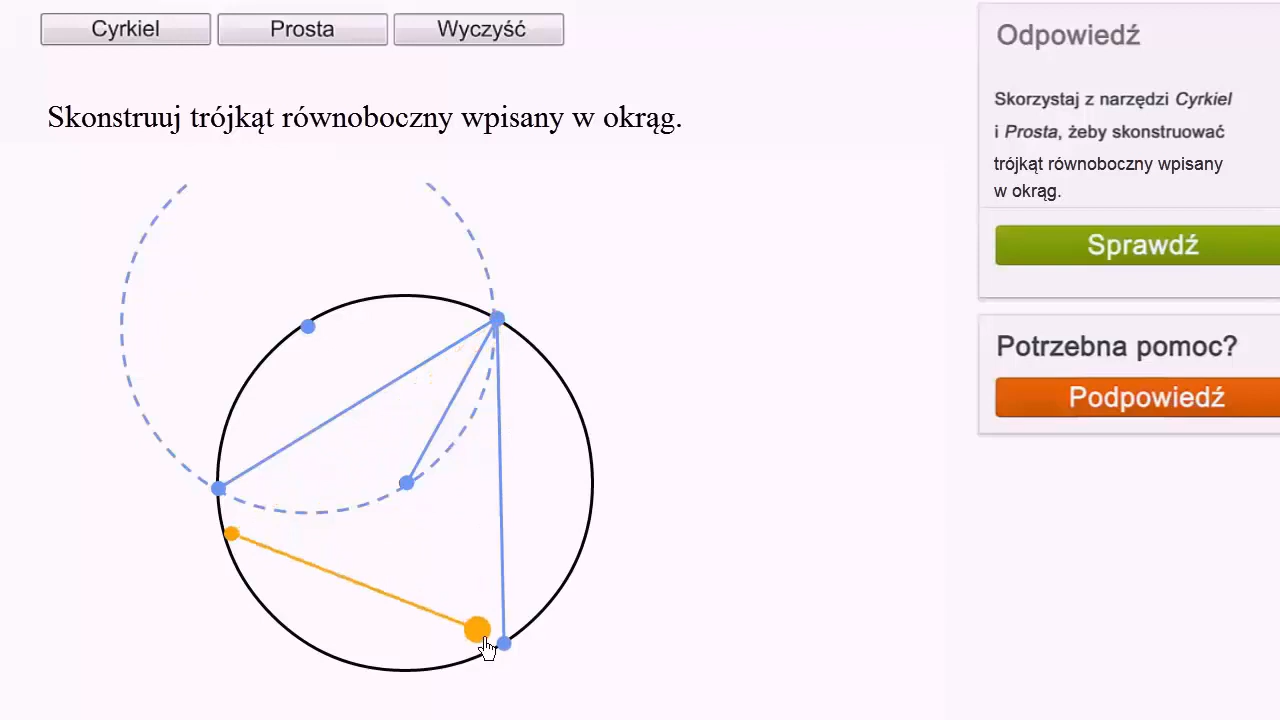 Cyrkiel Prosta Wyczyść
Skonstruuj trójkąt równoboczny wpisany w okrąg.
Odpowiedź
Skorzystaj z narzędzi Cyrkiel
i Prosta, żeby skonstruować
trójkąt równoboczny wpisany
w okrąg.
Sprawdź
Potrzebna pomoc?
Podpowiedź